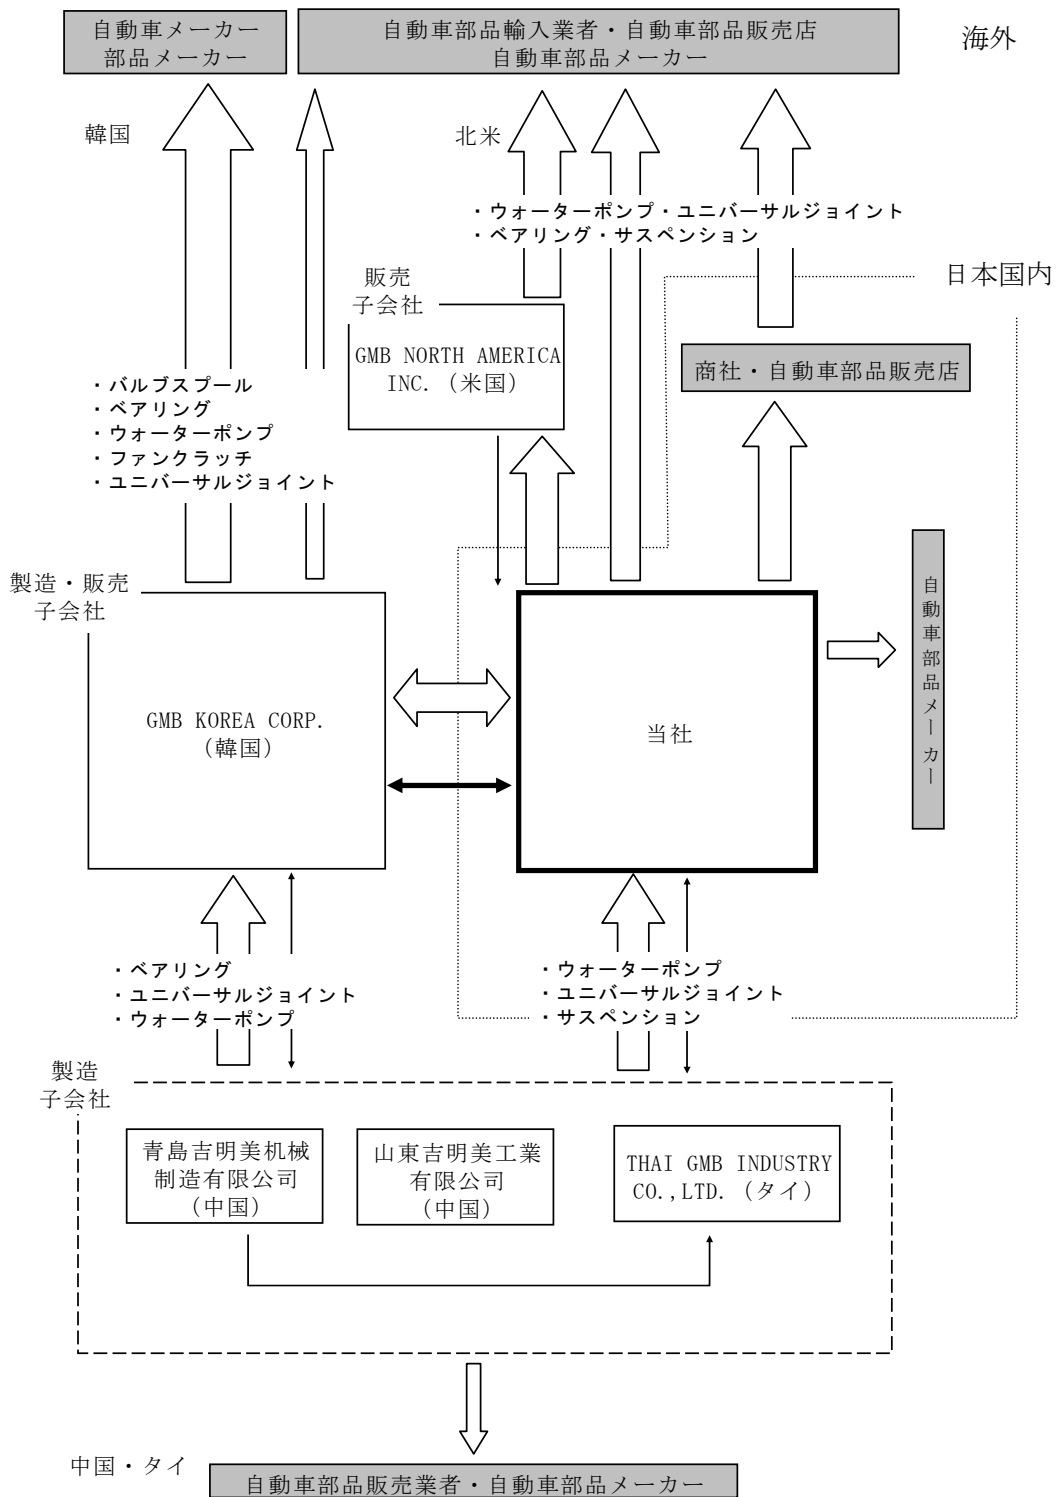 自動車メーカー
部品メーカー
自動車部品輸入業者・自動車部品販売店
自動車部品メーカー
海外
韓国
北米
・ウォーターポンプ・ユニバーサルジョイント
・ベアリング・サスペンション
日本国内
販売
子会社
GMB NORTH AMERICA
INC.（米国）
商社・自動車部品販売店
・バルブスプール
・ベアリング
・ウォーターポンプ
・ファンクラッチ
・ユニバーサルジョイント
製造・販売
子会社
GMB KOREA CORP.
（韓国）
当社
自動車部品メーカー
・ベアリング
・ユニバーサルジョイント
・ウォーターポンプ
・ウォーターポンプ
・ユニバーサルジョイント
・サスペンション
製造
子会社
青島吉明美机械
制造有限公司
（中国）
山東吉明美工業
有限公司
（中国）
THAI GMB INDUSTRY
CO.,LTD.（タイ）
中国・タイ
自動車部品販売業者・自動車部品メーカー